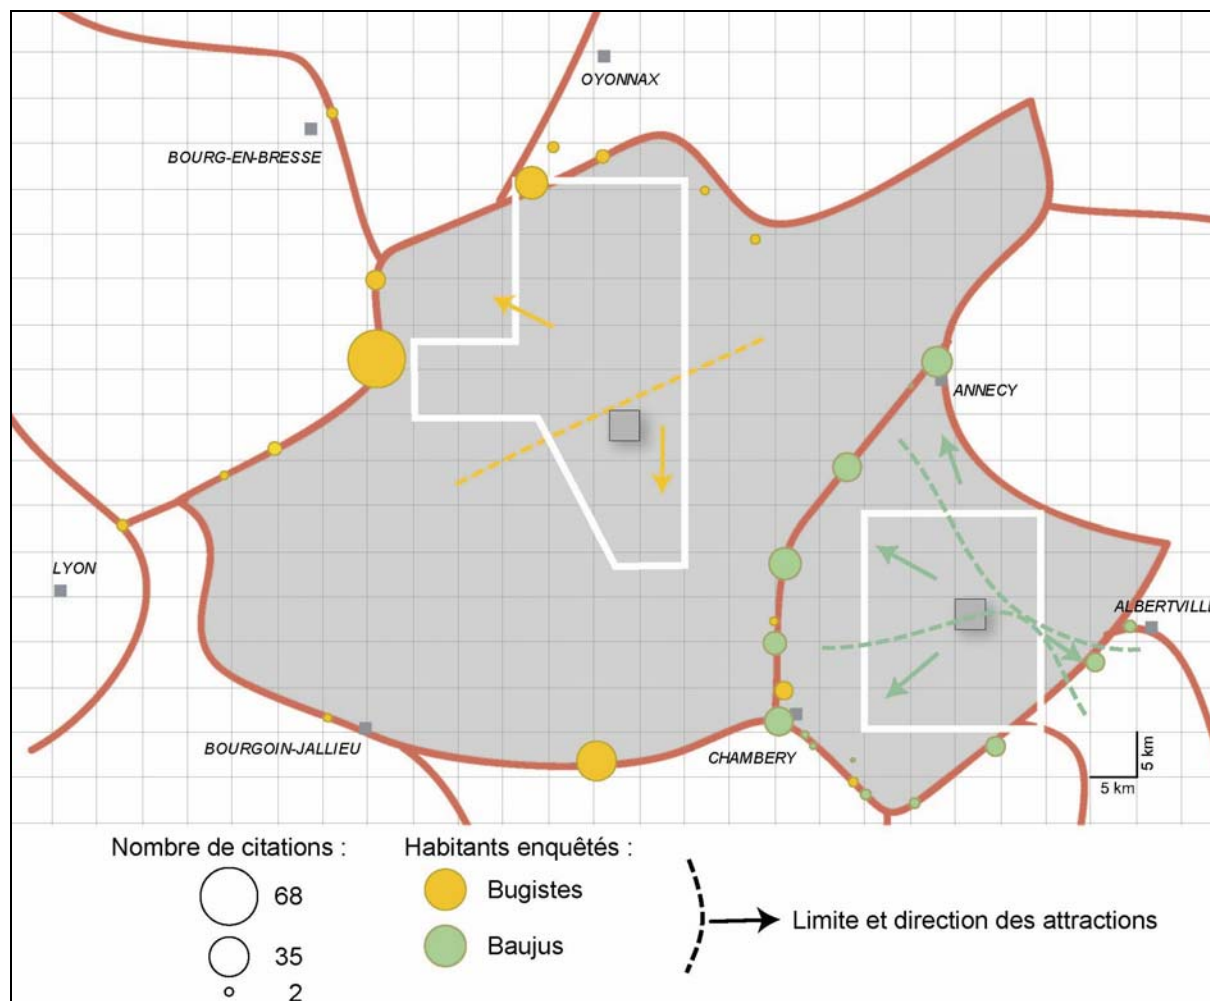 OYONNAX
BOURG-EN-BRESSE
ANNECY
LYON
ALBERTVILLE
BOURGOIN-JALLIEU
CHAMBERY
5 km
5 km
Nombre de citations :
68
35
2
Habitants enquêtés :
Bugistes
Baujus
Limite et direction des attractions